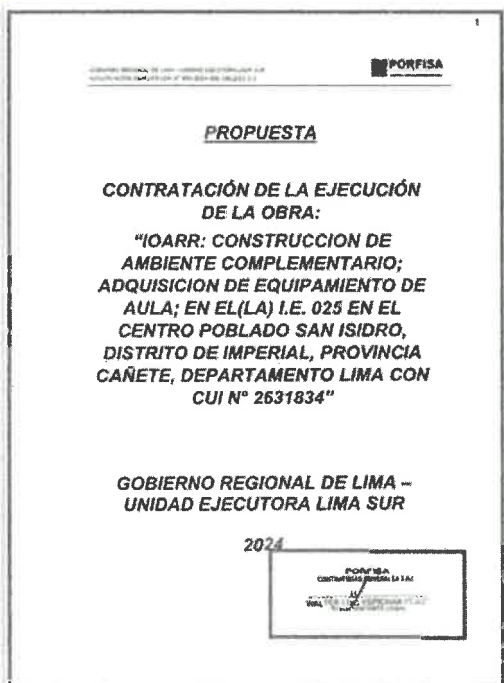 1
PORFISA
PROPUESTA
CONTRATACIÓN DE LA EJECUCIÓN
DE LA OBRA:
"IOARR: CONSTRUCCION DE
AMBIENTE COMPLEMENTARIO;
ADQUISICION DE EQUIPAMIENTO DE
AULA; EN EL(LA) I.E. 025 EN EL
CENTRO POBLADO SAN ISIDRO,
DISTRITO DE IMPERIAL, PROVINCIA
CAÑETE, DEPARTAMENTO LIMA CON
CUI N° 2631834"
GOBIERNO REGIONAL DE LIMA –
UNIDAD EJECUTORA LIMA SUR
2024
PORFISA